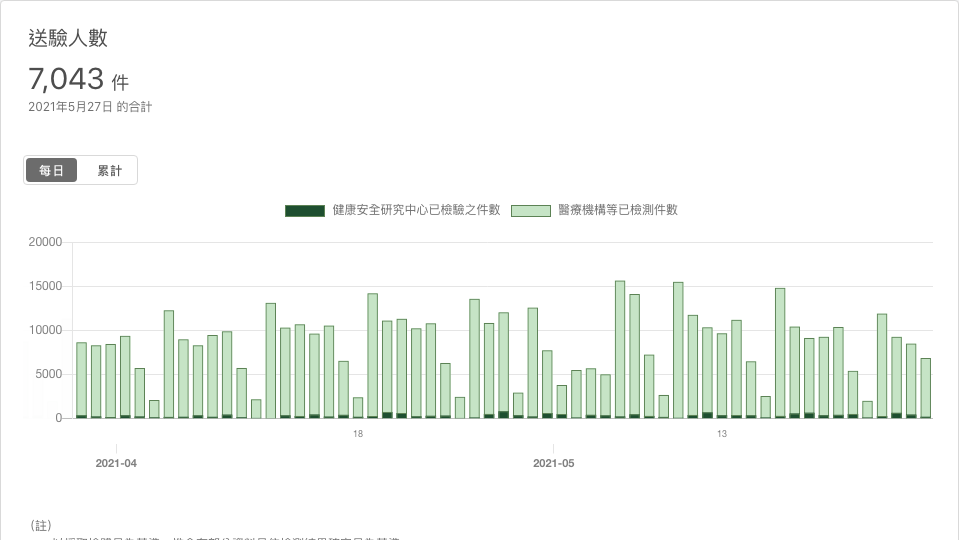 送驗人數
7,043 件
2021年5月27日 的合計
每日 累計
健康安全研究中心已檢驗之件數 醫療機構等已檢測件數
20000
15000
10000
5000
0
18 13
2021-04 2021-05
(註)